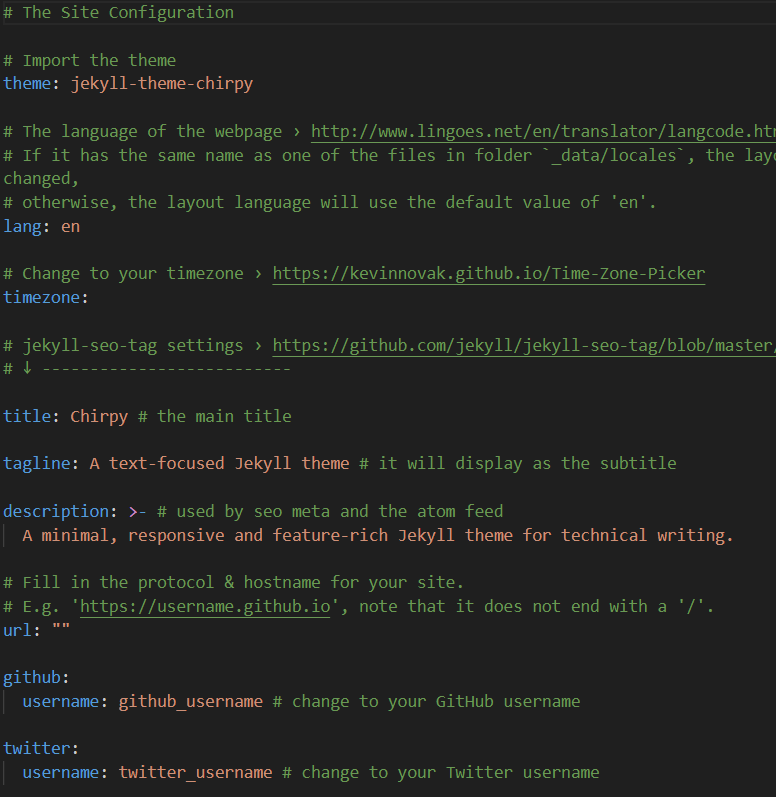 # The Site Configuration
# Import the theme
theme: jekyll-theme-chirpy
# The language of the webpage › http://www.lingoes.net/en/translator/langcode.htm
# If it has the same name as one of the files in folder `_data/locales`, the layo
changed,
# otherwise, the layout language will use the default value of 'en'.
lang: en
# Change to your timezone › https://kevinnovak.github.io/Time-Zone-Picker
timezone:
# jekyll-seo-tag settings › https://github.com/jekyll/jekyll-seo-tag/blob/master/
# ↓ --------------------------
title: Chirpy # the main title
tagline: A text-focused Jekyll theme # it will display as the subtitle
description: >- # used by seo meta and the atom feed
A minimal, responsive and feature-rich Jekyll theme for technical writing.
# Fill in the protocol & hostname for your site.
# E.g. 'https://username.github.io', note that it does not end with a '/'.
url: ""
github:
username: github_username # change to your GitHub username
twitter:
username: twitter_username # change to your Twitter username